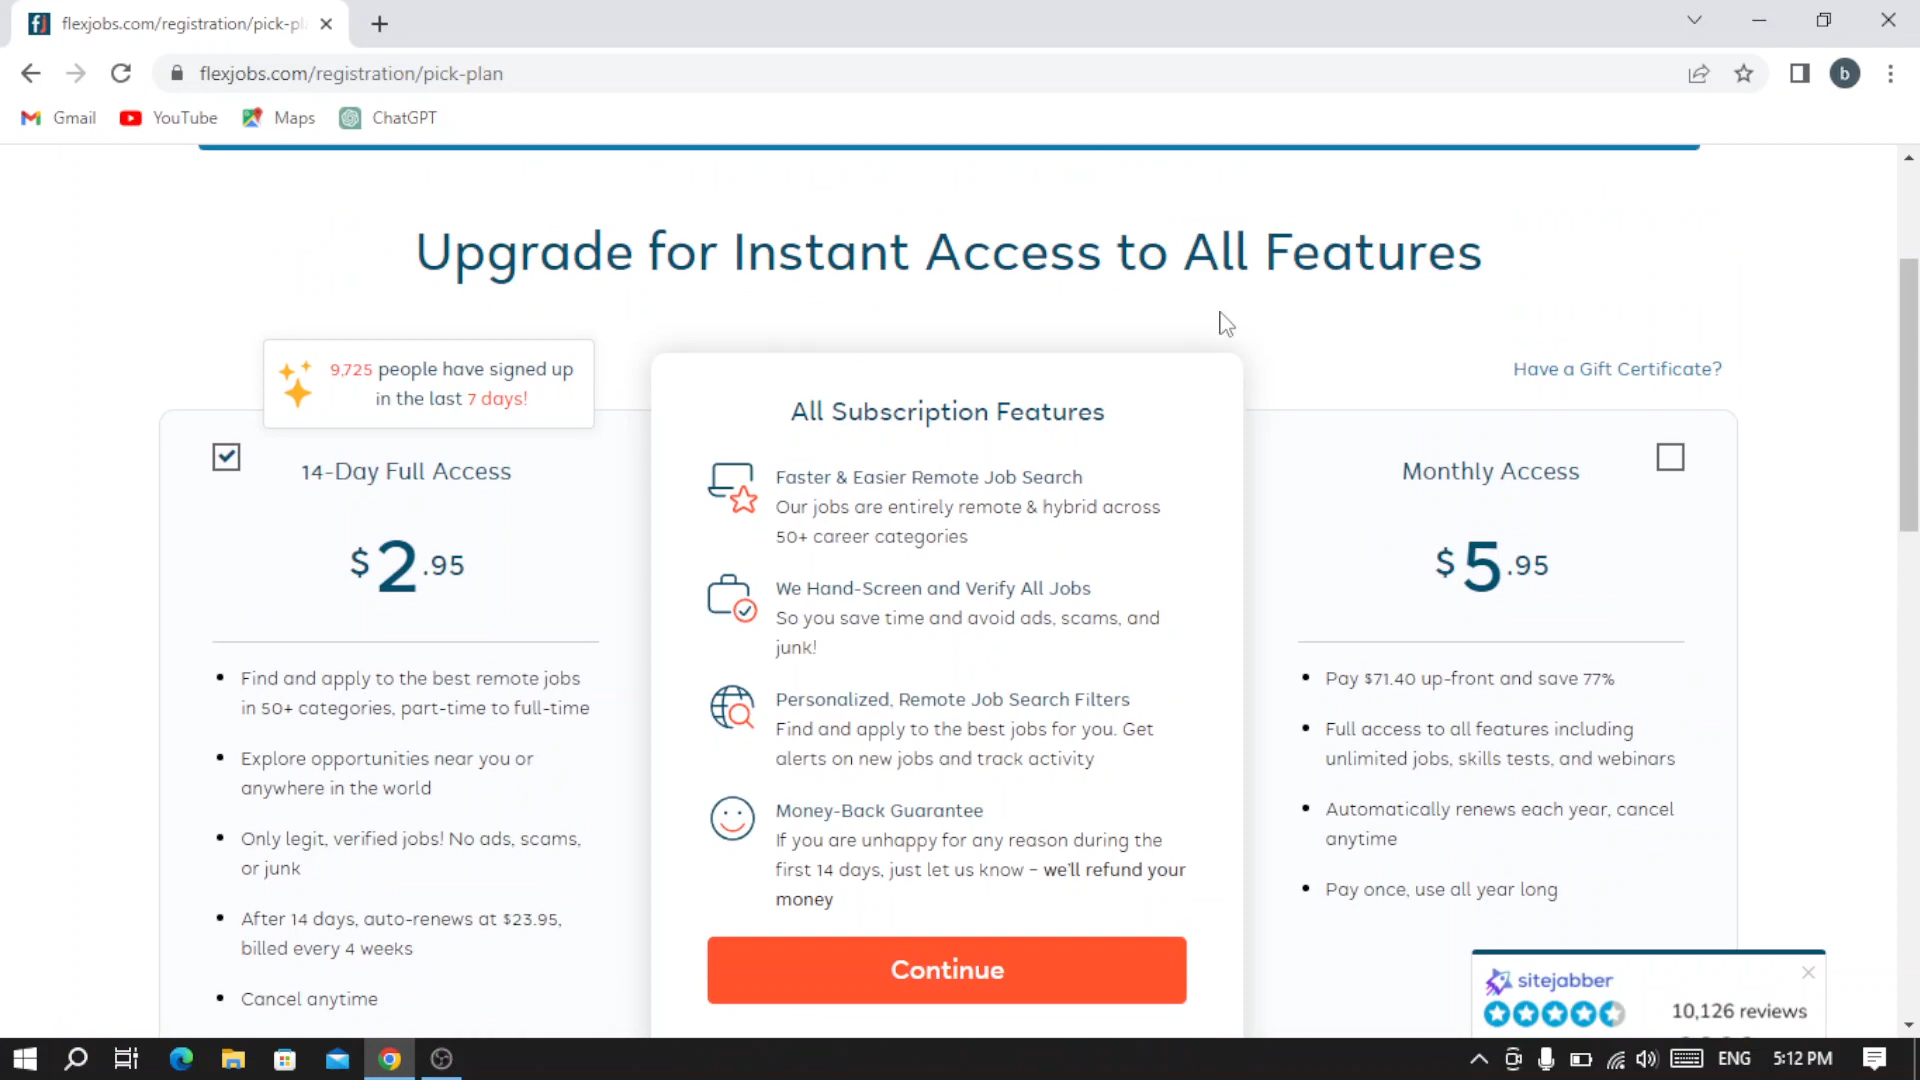 flexjobs.com/registration/pick-pl
flexjobs.com/registration/pick-plan
b
Gmail
YouTube
Maps
ChatGPT
Upgrade for Instant Access to All Features
9,725 people have signed up
in the last 7 days!
Have a Gift Certificate?
14-Day Full Access
$2.95
Find and apply to the best remote jobs
in 50+ categories, part-time to full-time
Explore opportunities near you or
anywhere in the world
Only legit, verified jobs! No ads, scams,
or junk
After 14 days, auto-renews at $23.95,
billed every 4 weeks
Cancel anytime
All Subscription Features
Faster & Easier Remote Job Search
Our jobs are entirely remote & hybrid across
50+ career categories
We Hand-Screen and Verify All Jobs
So you save time and avoid ads, scams, and
junk!
Personalized, Remote Job Search Filters
Find and apply to the best jobs for you. Get
alerts on new jobs and track activity
Money-Back Guarantee
If you are unhappy for any reason during the
first 14 days, just let us know – we'll refund your
money
Continue
Monthly Access
$5.95
Pay $71.40 up-front and save 77%
Full access to all features including
unlimited jobs, skills tests, and webinars
Automatically renews each year, cancel
anytime
Pay once, use all year long
sitejabber
10,126 reviews
ENG
5:12 PM